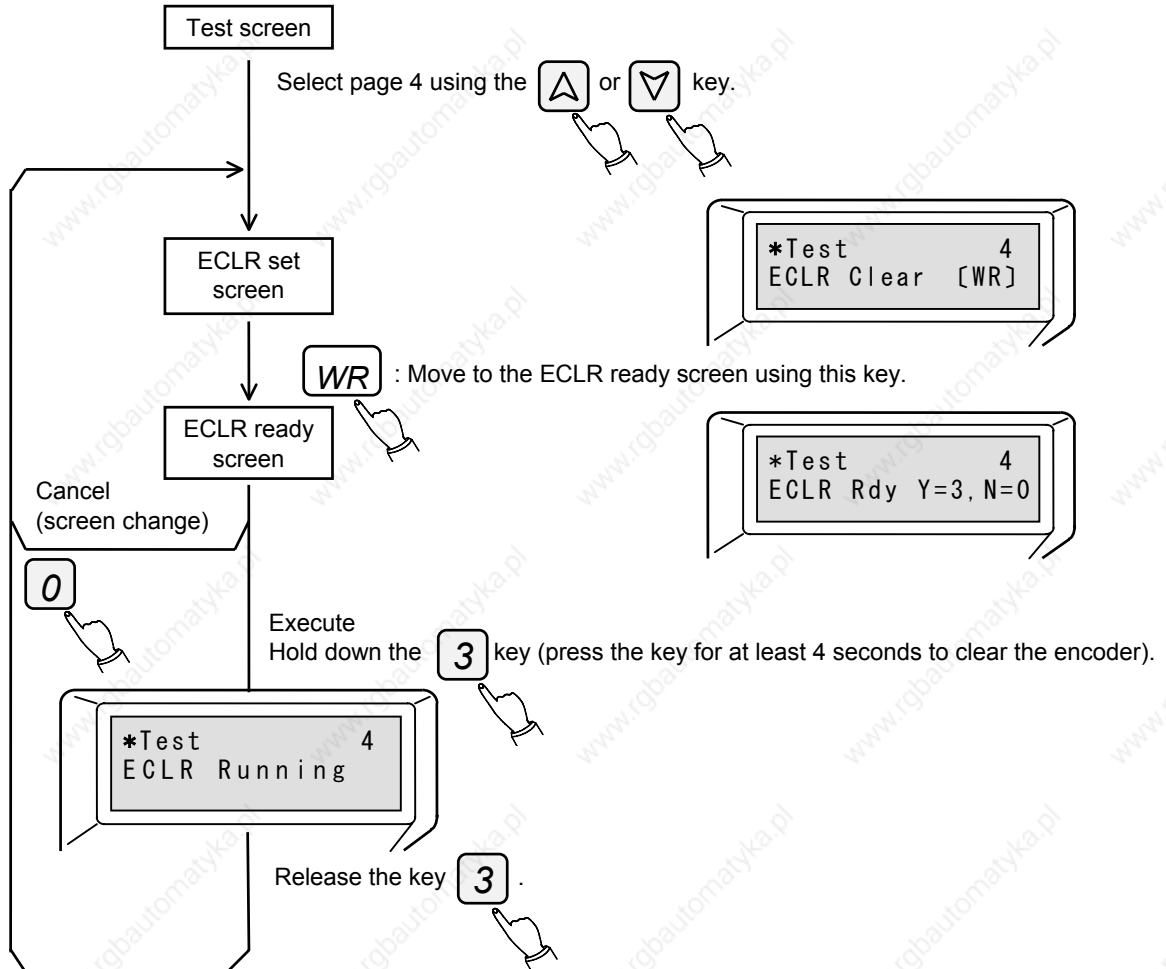 Test screen
Select page 4 using the or key.
ECLR set
screen
*Test 4
ECLR Clear [WR]
WR : Move to the ECLR ready screen using this key.
ECLR ready
screen
*Test 4
ECLR Rdy Y=3,N=0
Cancel
(screen change)
0
Execute
Hold down the 3 key (press the key for at least 4 seconds to clear the encoder).
*Test 4
ECLR Running
Release the key 3 .
www.rgbautomatyka.pl